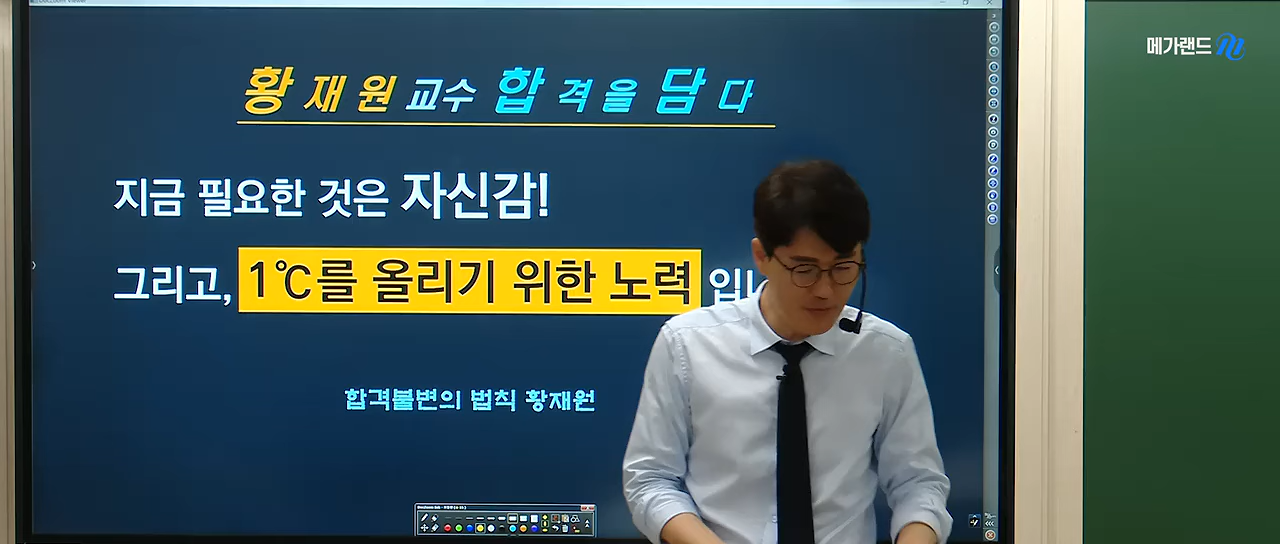 메가랜드
황재원 교수 합격을 담다
지금 필요한 것은 자신감!
그리고, 1℃를 올리기 위한 노력
합격불변의 법칙 황재원